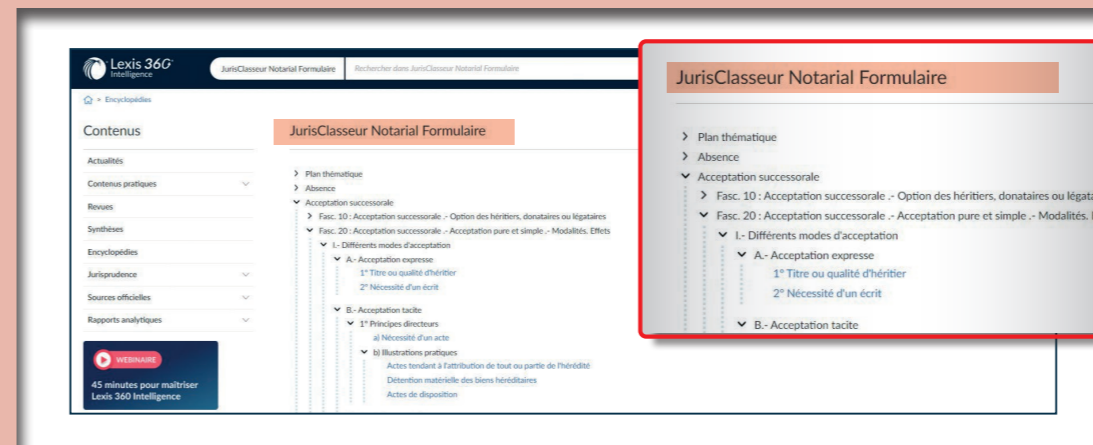 Lexis 360
Intelligence
JurisClasseur Notarial Formulaire
Rechercher dans JurisClasseur Notarial Formulaire
> Encyclopédies
Contenus
Actualités
Contenus pratiques
Revues
Synthèses
Encyclopédies
Jurisprudence
Sources officielles
Rapports analytiques
WEBINAIRE
45 minutes pour maîtriser
Lexis 360 Intelligence
JurisClasseur Notarial Formulaire
Plan thématique
Absence
Acceptation successorale
Fasc. 10 : Acceptation successorale .- Option des héritiers, donataires ou légataires
Fasc. 20 : Acceptation successorale .- Acceptation pure et simple .- Modalités. Effets
I.- Différents modes d'acceptation
A.- Acceptation expresse
1° Titre ou qualité d'héritier
2° Nécessité d'un écrit
B.- Acceptation tacite
1° Principes directeurs
a) Nécessité d'un acte
b) Illustrations pratiques
Actes tendant à l'attribution de tout ou partie de l'hérédité
Détention matérielle des biens héréditaires
Actes de disposition
JurisClasseur Notarial Formulaire
Plan thématique
Absence
Acceptation successorale
Fasc. 10 : Acceptation successorale .- Option des héritiers, donataires ou
Fasc. 20 : Acceptation successorale .- Acceptation pure et simple .- Modalités.
I.- Différents modes d'acceptation
A.- Acceptation expresse
1° Titre ou qualité d'héritier
2° Nécessité d'un écrit
B.- Acceptation tacite